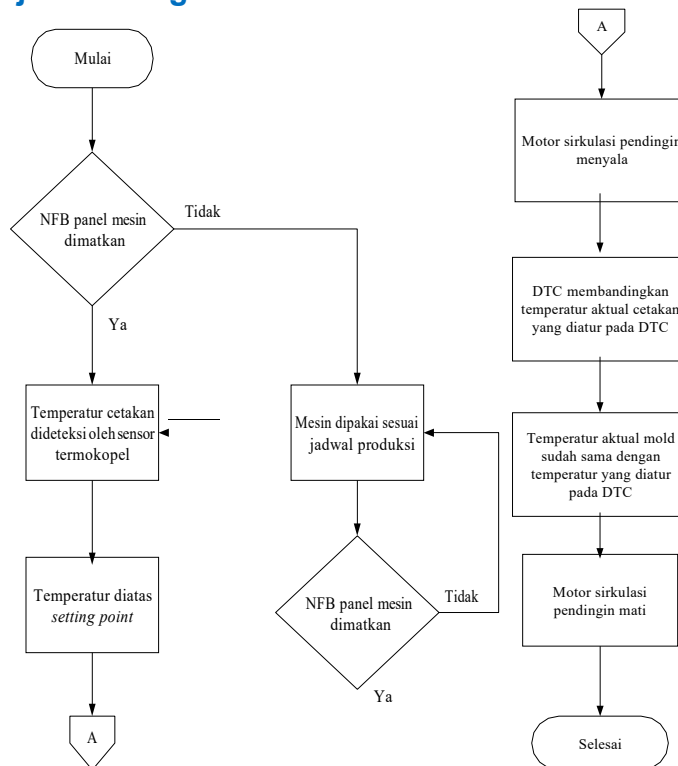 Mulai
NFB panel mesin
dimatkan
Tidak
Ya
Temperatur cetakan
dideteksi oleh sensor
termokopel
Temperatur diatas
setting point
A
Mesin dipakai sesuai
jadwal produksi
NFB panel mesin
dimatkan
Tidak
Ya
A
Motor sirkulasi pendingin
menyala
DTC membandingkan
temperatur aktual cetakan
yang diatur pada DTC
Temperatur aktual mold
sudah sama dengan
temperatur yang diatur
pada DTC
Motor sirkulasi
pendingin mati
Selesai